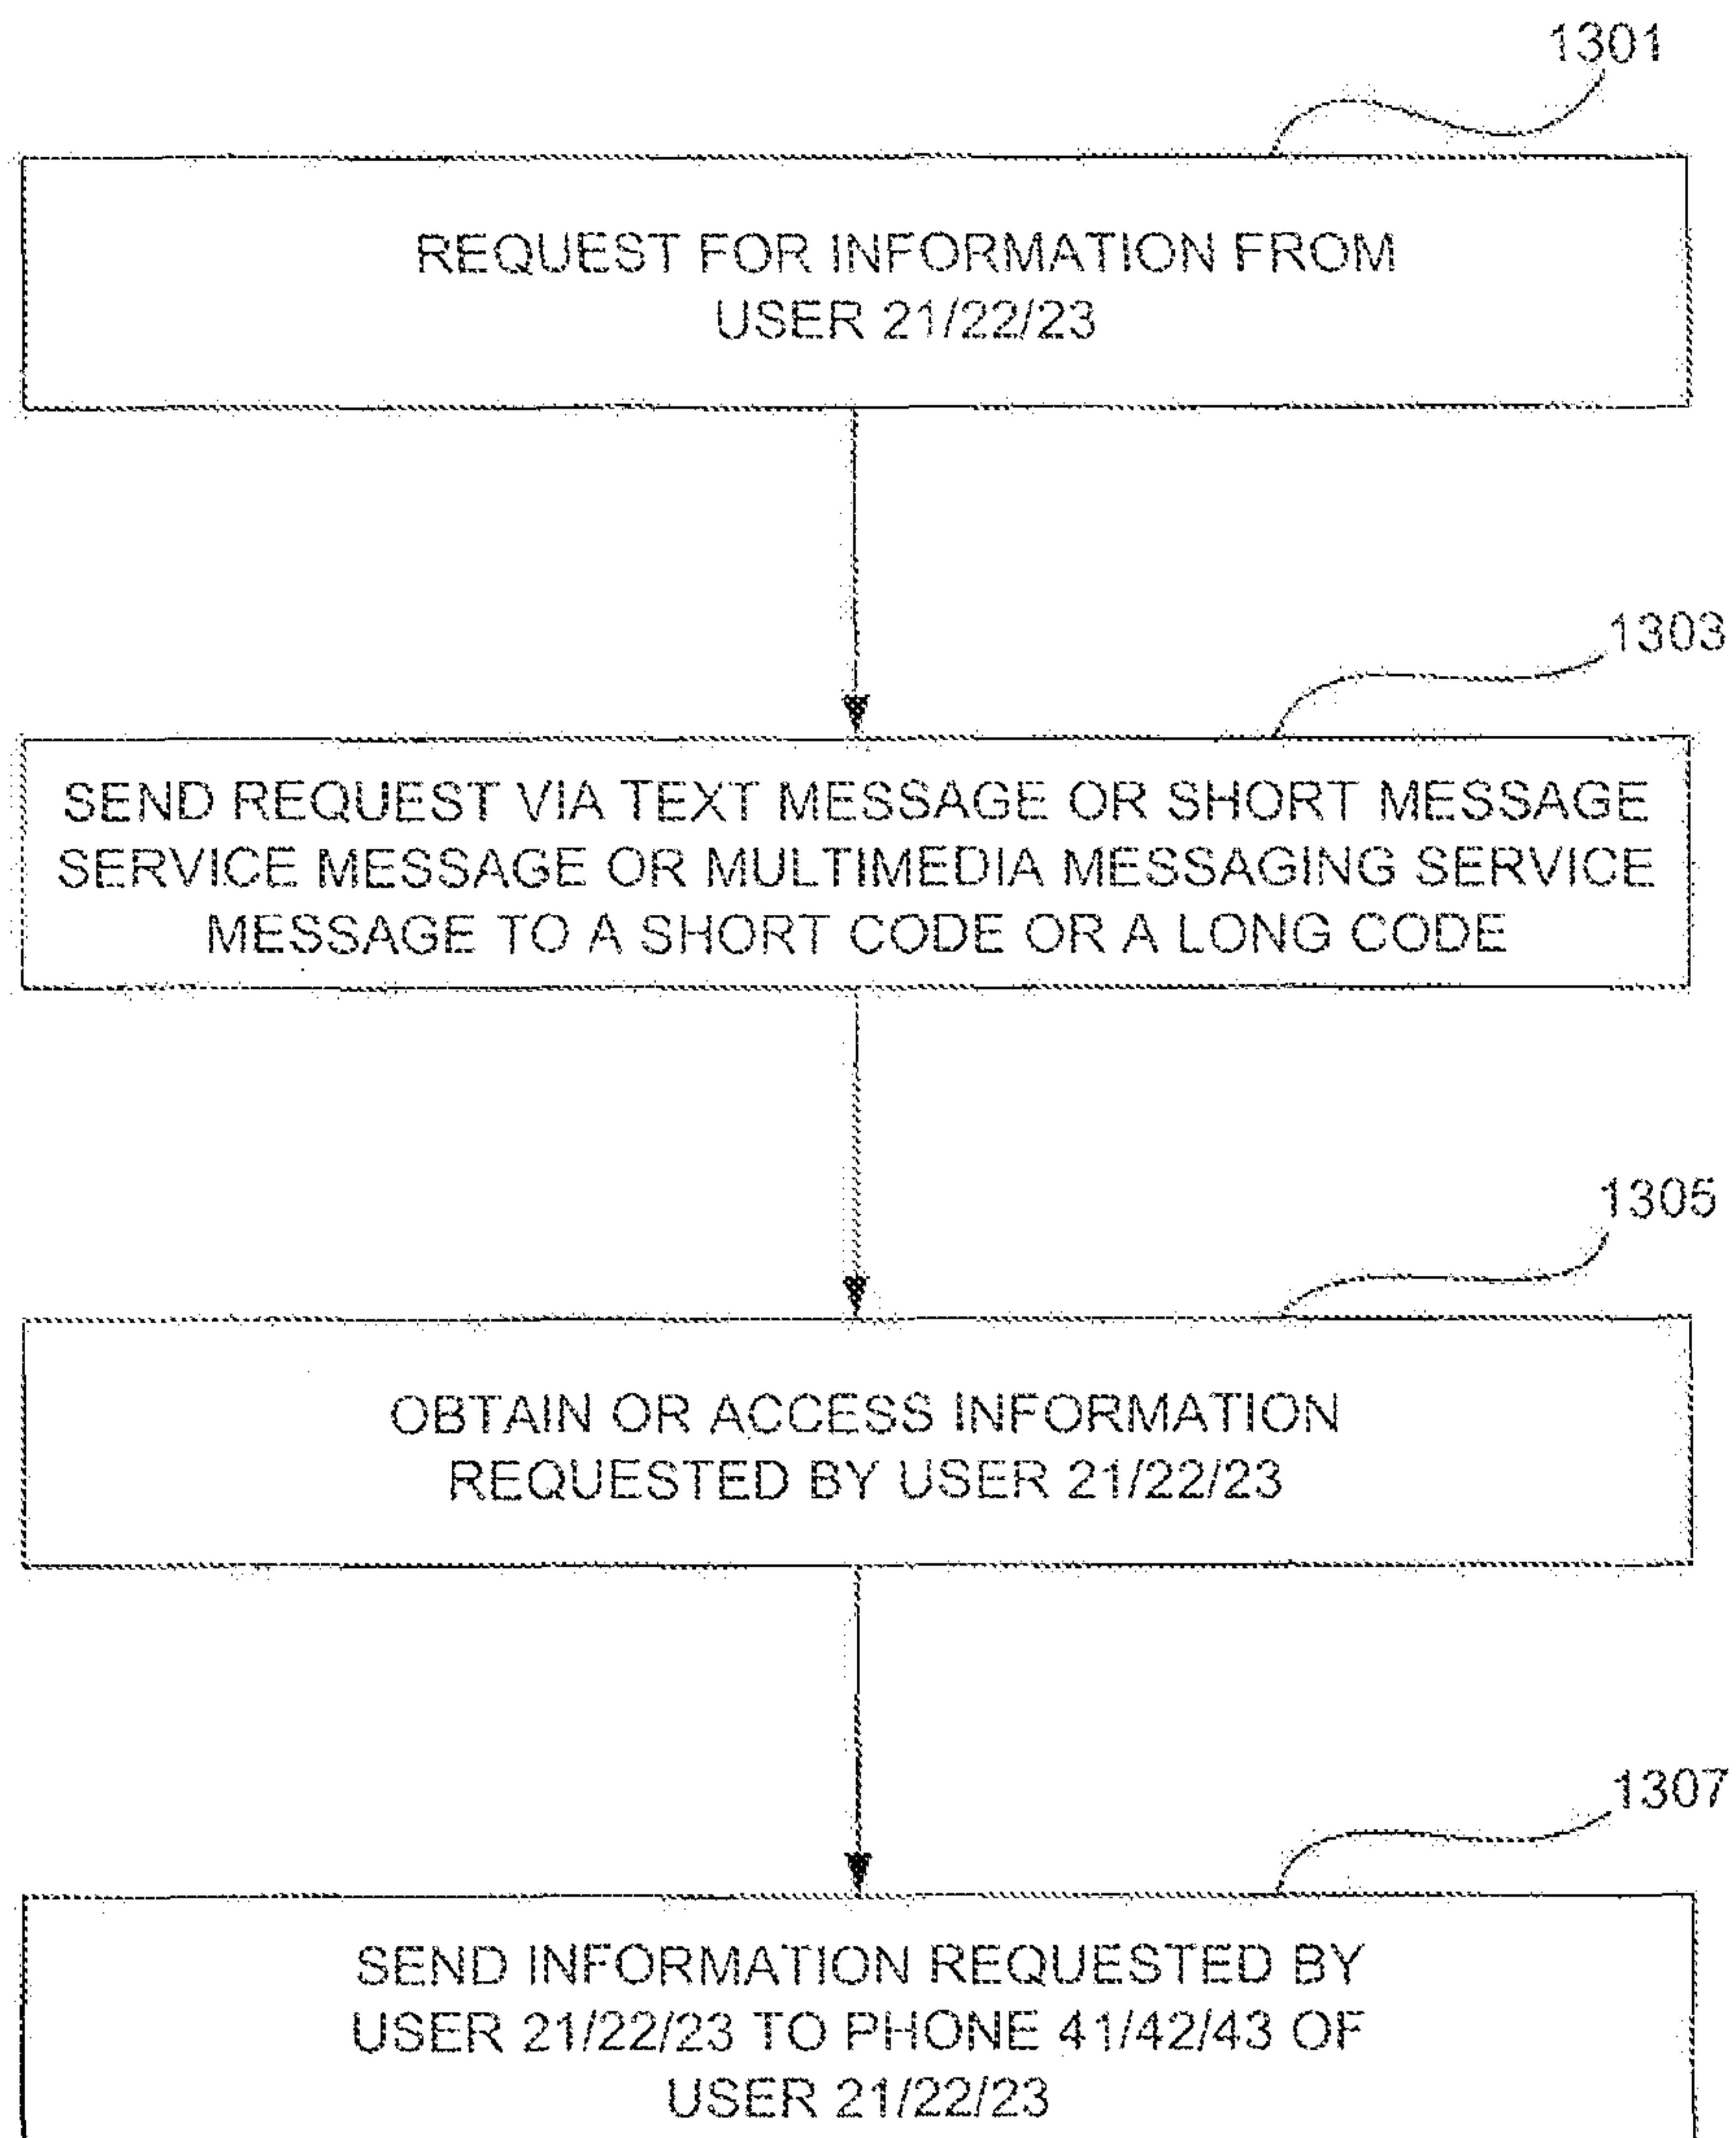 1301
REQUEST FOR INFORMATION FROM
USER 21/22/23
1303
SEND REQUEST VIA TEXT MESSAGE OR SHORT MESSAGE
SERVICE MESSAGE OR MULTIMEDIA MESSAGING SERVICE
MESSAGE TO A SHORT CODE OR A LONG CODE
1305
OBTAIN OR ACCESS INFORMATION
REQUESTED BY USER 21/22/23
1307
SEND INFORMATION REQUESTED BY
USER 21/22/23 TO PHONE 41/42/43 OF
USER 21/22/23